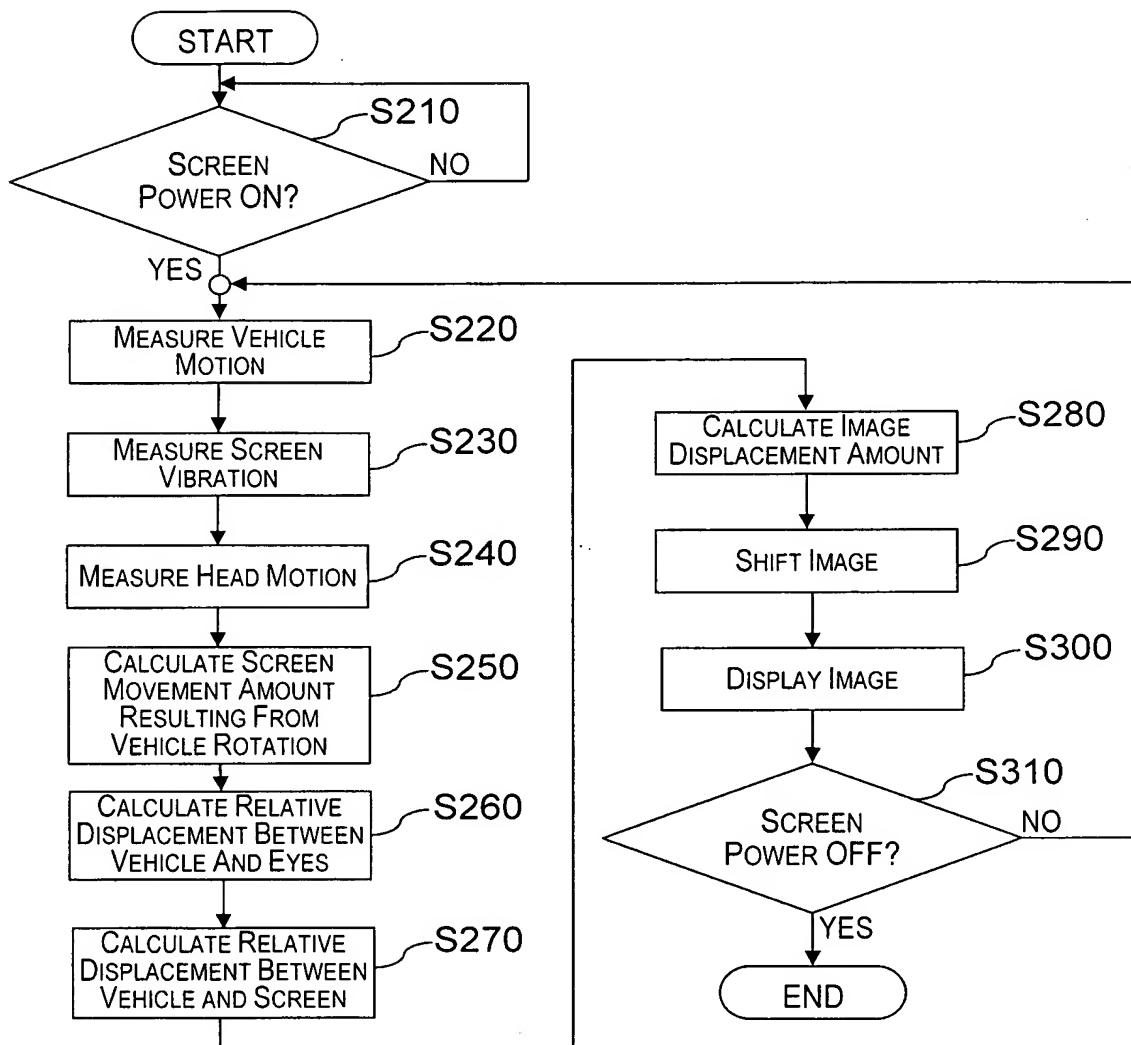 START
S210
SCREEN
POWER ON?
NO
YES
MEASURE VEHICLE
MOTION
S220
MEASURE SCREEN
VIBRATION
S230
MEASURE HEAD MOTION
S240
CALCULATE SCREEN
MOVEMENT AMOUNT
RESULTING FROM
VEHICLE ROTATION
S250
CALCULATE RELATIVE
DISPLACEMENT BETWEEN
VEHICLE AND EYES
S260
CALCULATE RELATIVE
DISPLACEMENT BETWEEN
VEHICLE AND SCREEN
S270
CALCULATE IMAGE
DISPLACEMENT AMOUNT
S280
SHIFT IMAGE
S290
DISPLAY IMAGE
S300
S310
SCREEN
POWER OFF?
NO
YES
END